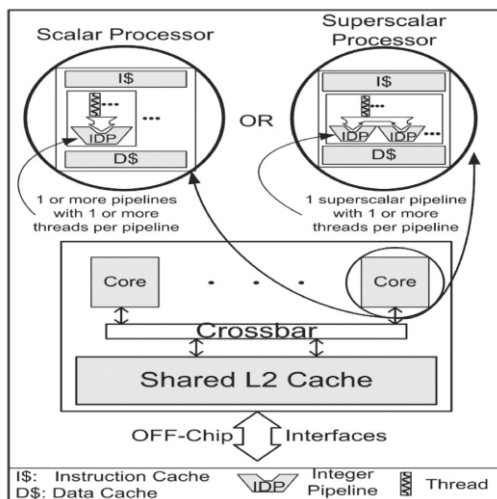 Scalar Processor
Superscalar
Processor
I$
IDP
D$
OR
I$
IDP IDP
D$
1 or more pipelines
with 1 or more
threads per pipeline
1 superscalar pipeline
with 1 or more
threads per pipeline
Core
Core
Crossbar
Shared L2 Cache
OFF-Chip Interfaces
I$: Instruction Cache
D$: Data Cache
IDP
Integer
Pipeline
Thread